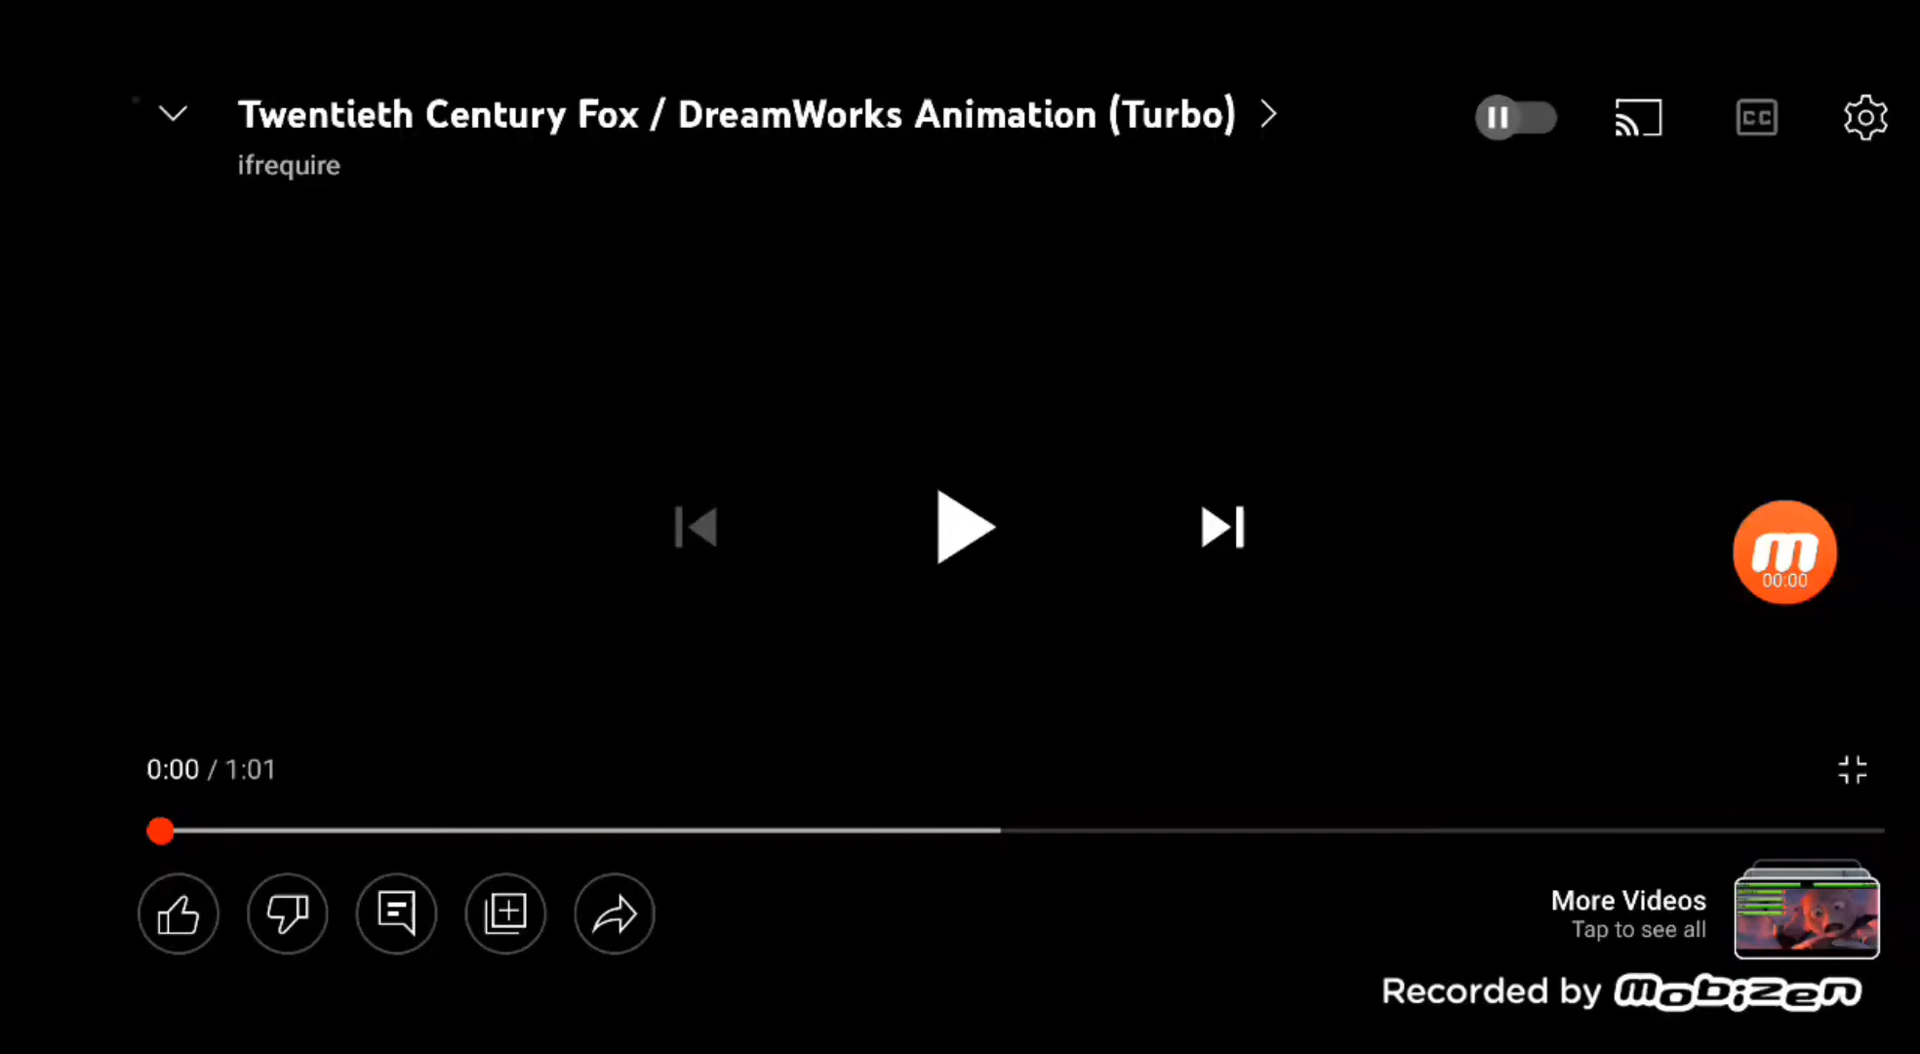 Twentieth Century Fox / DreamWorks Animation (Turbo)
ifrequire
CC
m
00:00
0:00 / 1:01
More Videos
Tap to see all
Recorded by mobizen